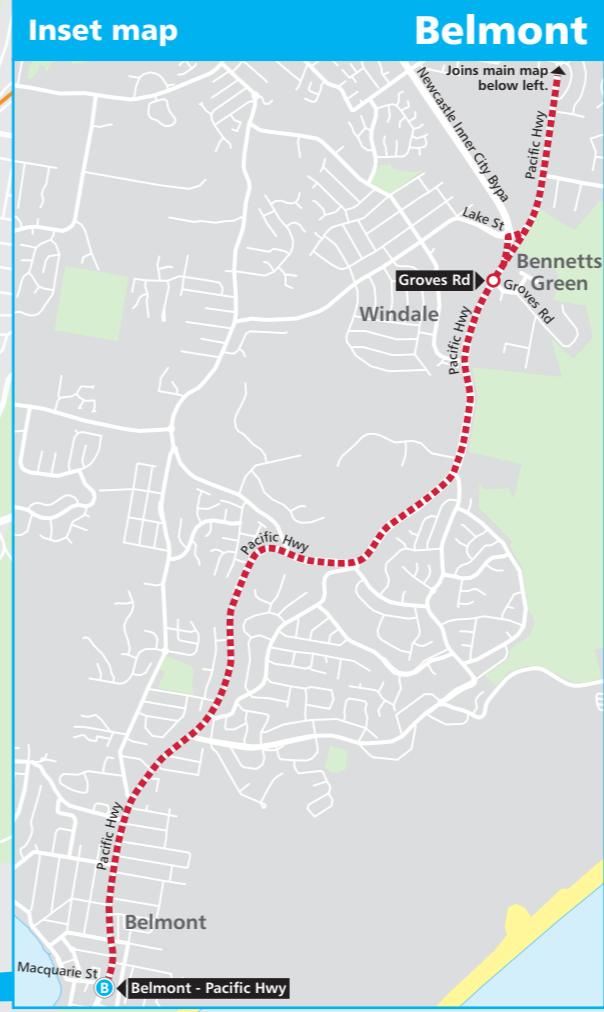 Inset map
Belmont
Joins main map
below left.
Newcastle Inner City Bypa
Pacific Hwy
Lake St
Bennetts
Green
Groves Rd
Groves Rd
Windale
Pacific Hwy
Pacific Hwy
Pacific Hwy
Belmont
Macquarie St
B
Belmont - Pacific Hwy